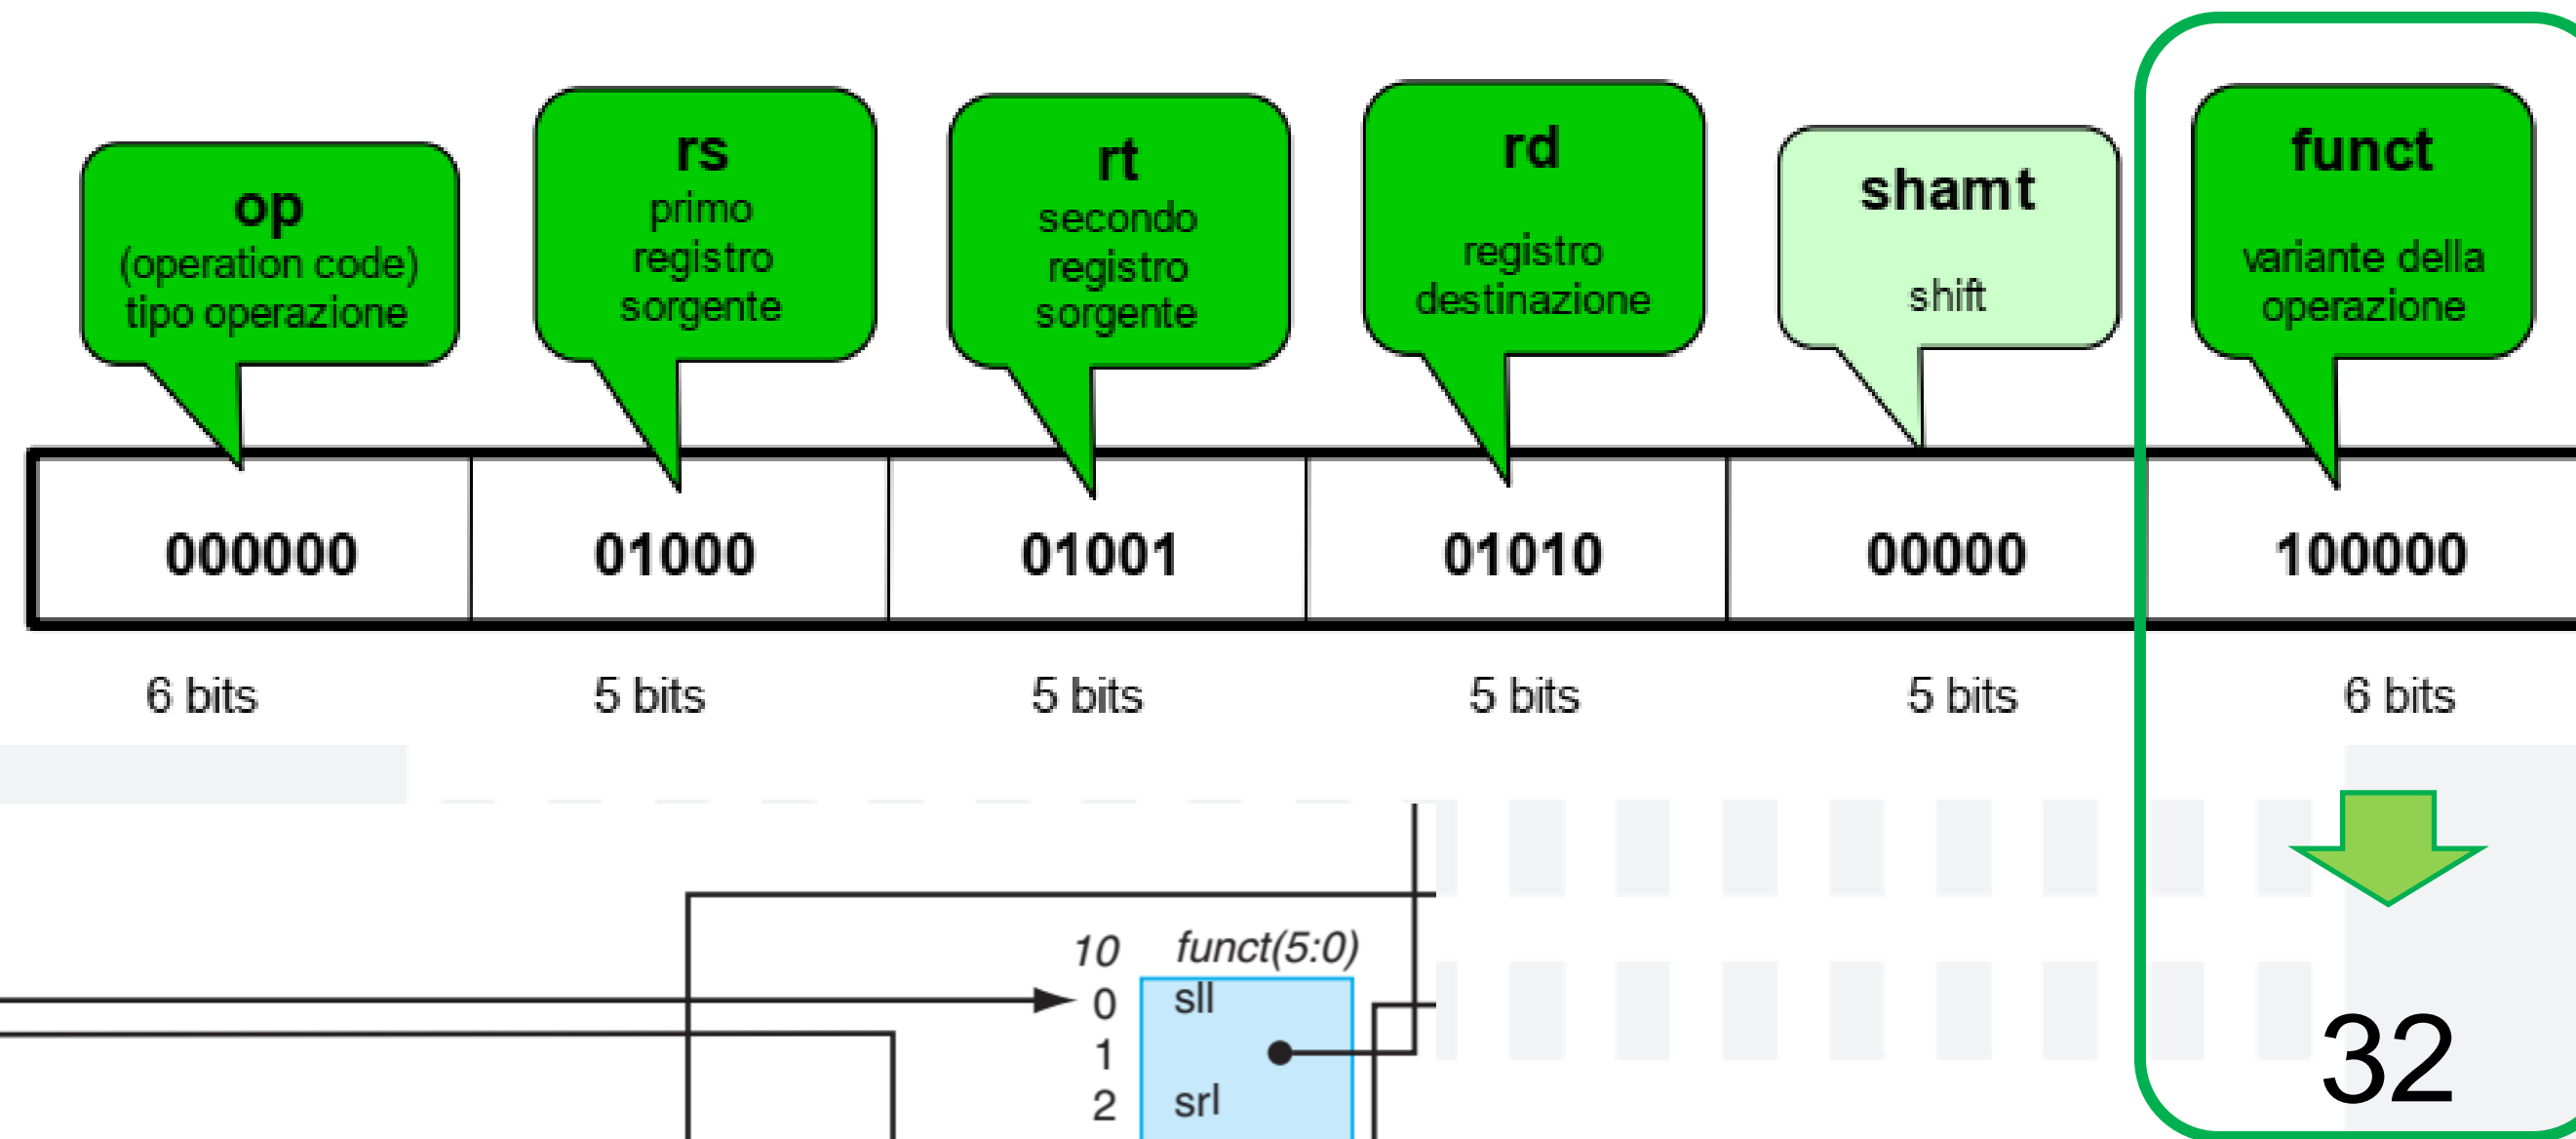 op
(operation code)
tipo operazione
rs
primo
registro
sorgente
rt
secondo
registro
sorgente
rd
registro
destinazione
shamt
shift
funct
variante della
operazione
000000 01000 01001 01010 00000 100000
6 bits 5 bits 5 bits 5 bits 5 bits 6 bits
10 funct(5:0)
0 sll
1
2 srl
32